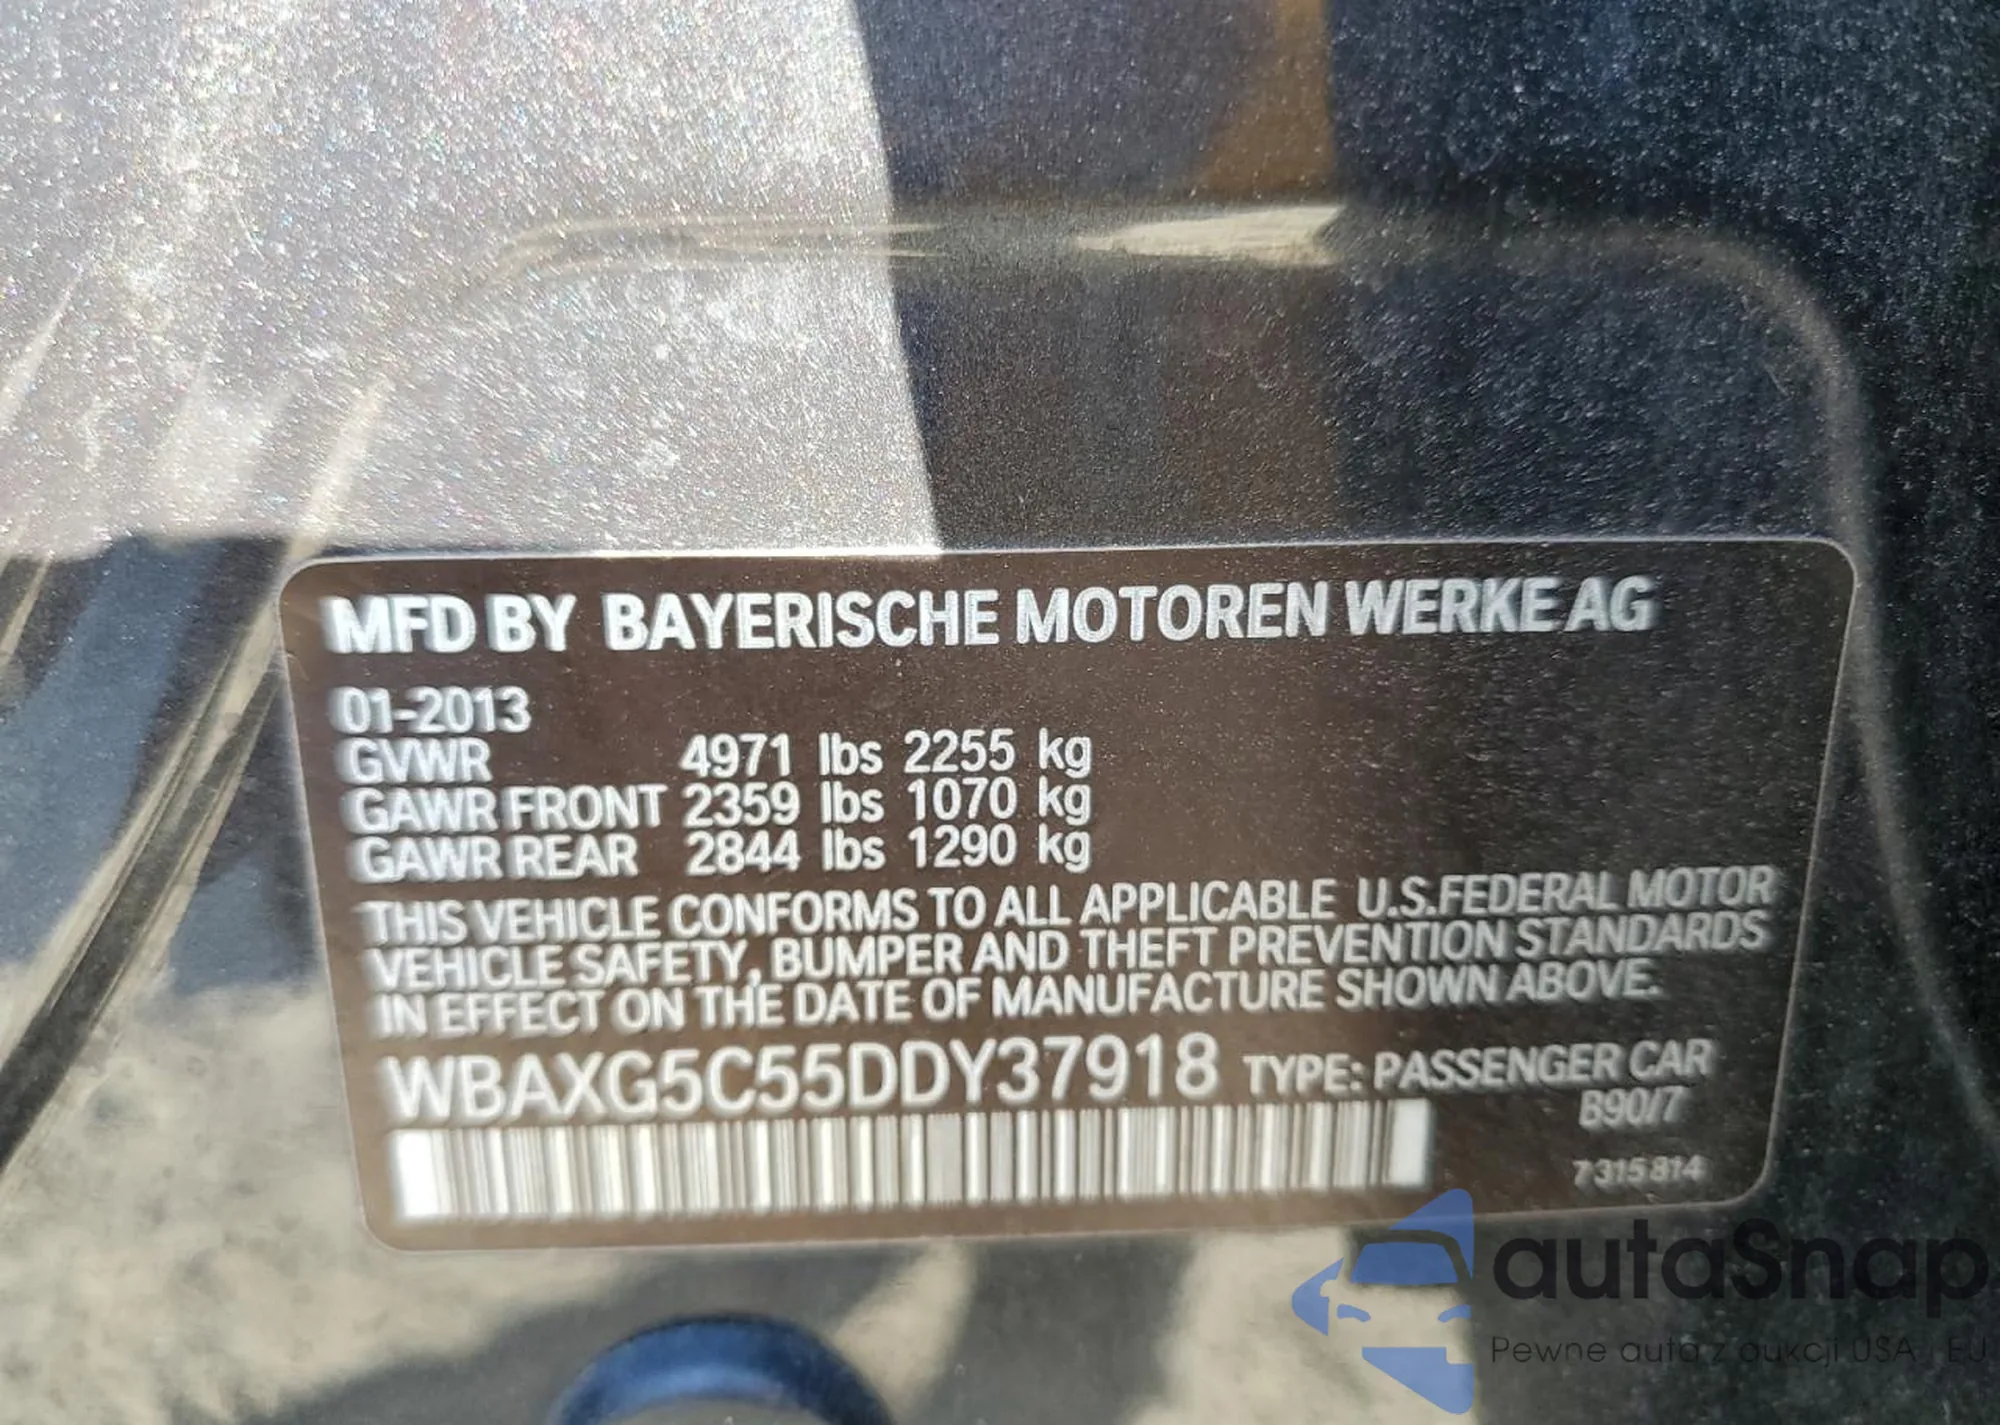 MFD BY BAYERISCHE MOTOREN WERKE AG
01-2013
GVWR 4971 lbs 2255 kg
GAWR FRONT 2359 lbs 1070 kg
GAWR REAR 2844 lbs 1290 kg
THIS VEHICLE CONFORMS TO ALL APPLICABLE U.S.FEDERAL MOTOR
VEHICLE SAFETY, BUMPER AND THEFT PREVENTION STANDARDS
IN EFFECT ON THE DATE OF MANUFACTURE SHOWN ABOVE.
WBAXG5C55DDY37918 TYPE: PASSENGER CAR
B90/7
7 315 814
autaSnap
Pewne auta z aukcji USA / EU